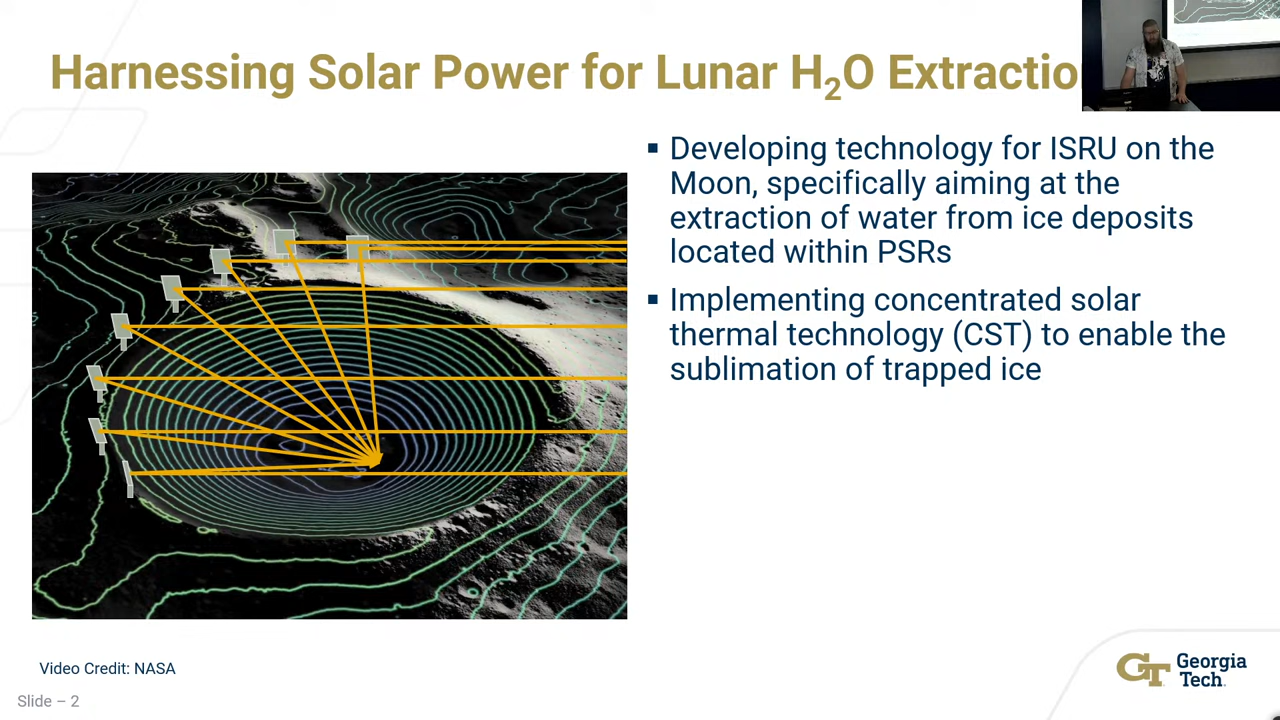 Harnessing Solar Power for Lunar H₂O Extractio
▪ Developing technology for ISRU on the
Moon, specifically aiming at the
extraction of water from ice deposits
located within PSRs
▪ Implementing concentrated solar
thermal technology (CST) to enable the
sublimation of trapped ice
Video Credit: NASA
Slide – 2
GT Georgia
Tech